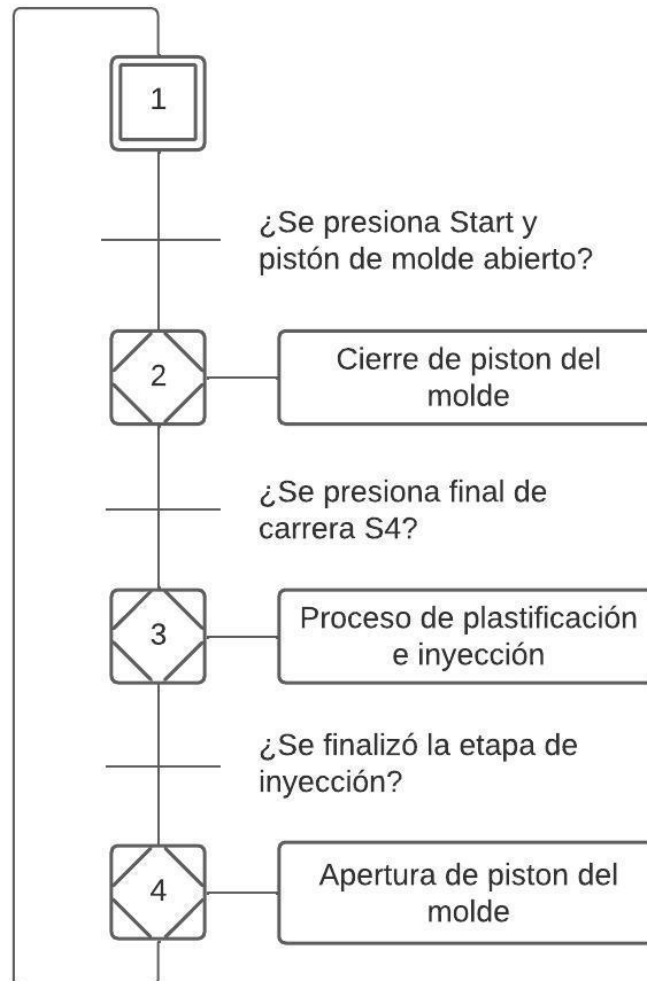 1
¿Se presiona Start y
pistón de molde abierto?
2
Cierre de piston del
molde
¿Se presiona final de
carrera S4?
3
Proceso de plastificación
e inyección
¿Se finalizó la etapa de
inyección?
4
Apertura de piston del
molde